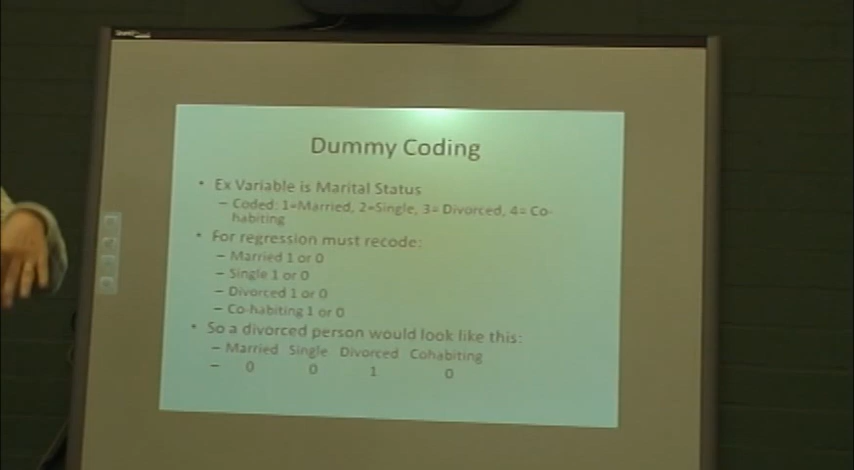 Dummy Coding
• Ex Variable is Marital Status
– Coded: 1=Married, 2=Single, 3= Divorced, 4= Co-
habiting
• For regression must recode:
– Married 1 or 0
– Single 1 or 0
– Divorced 1 or 0
– Co-habiting 1 or 0
• So a divorced person would look like this:
– Married Single Divorced Cohabiting
– 0 0 1 0